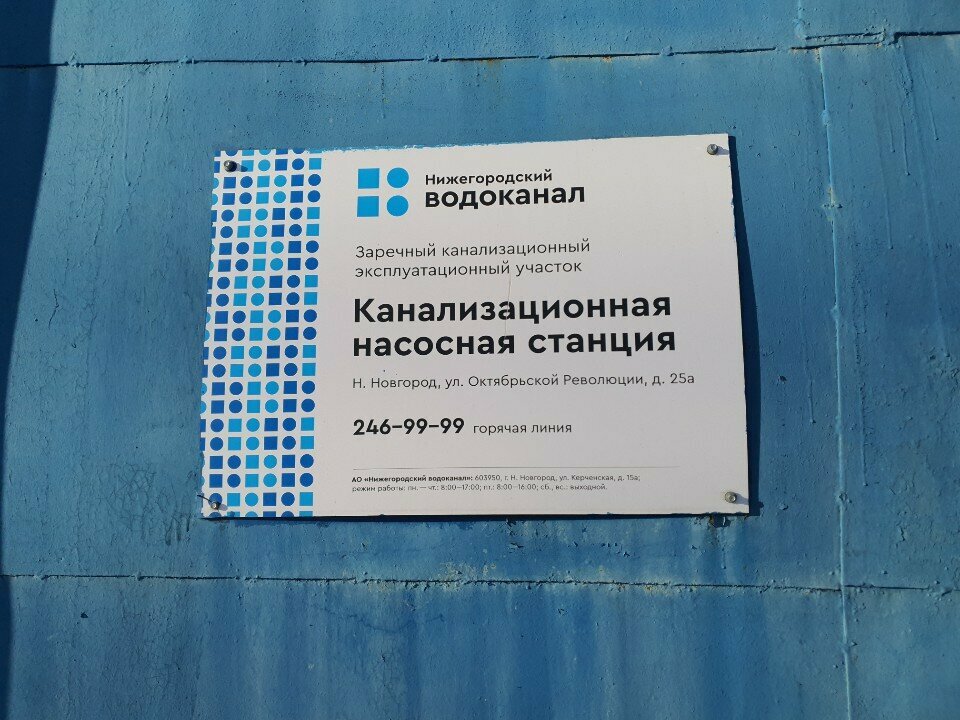 Нижегородский
водоканал
Заречный канализационный
эксплуатационный участок
Канализационная
насосная станция
Н. Новгород, ул. Октябрьской Революции, д. 25а
246-99-99 горячая линия
АО «Нижегородский водоканал»: 603950, г. Н. Новгород, ул. Керченская, д. 15а;
режим работы: пн. — чт.: 8:00—17:00; пт.: 8:00—16:00; сб., вс.: выходной.